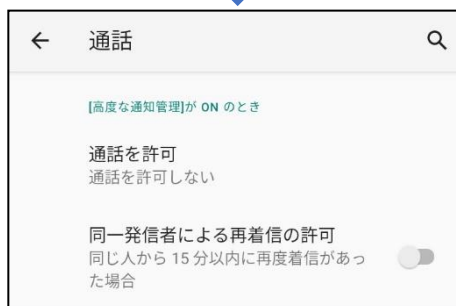 通話
[高度な通知管理]が ON のとき
通話を許可
通話を許可しない
同一発信者による再着信の許可
同じ人から 15 分以内に再度着信があっ
た場合